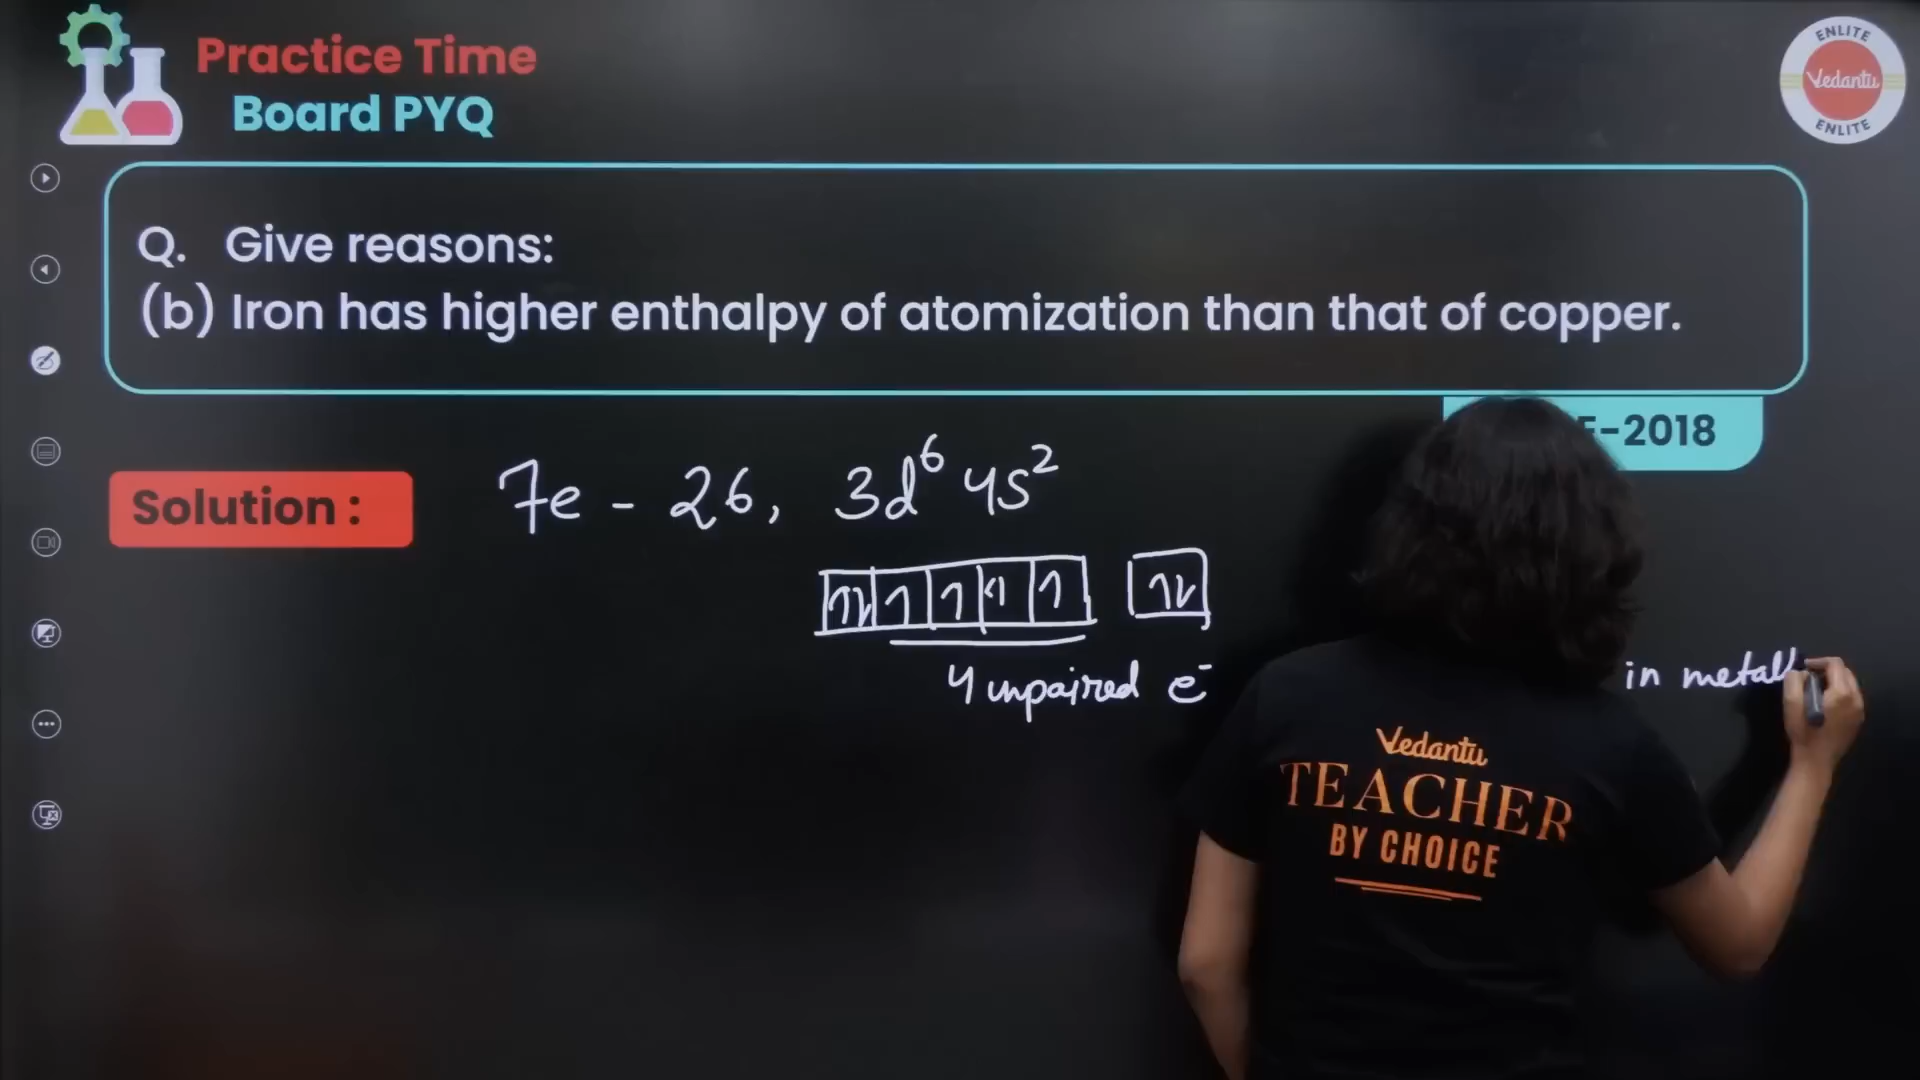 Practice Time
Board PYQ
ENLITE
Vedantu
ENLITE
Q. Give reasons:
(b) Iron has higher enthalpy of atomization than that of copper.
-2018
Solution :
Fe - 26, 3d⁶ 4s²
4 unpaired e⁻
in metall
Vedantu
TEACHER
BY CHOICE